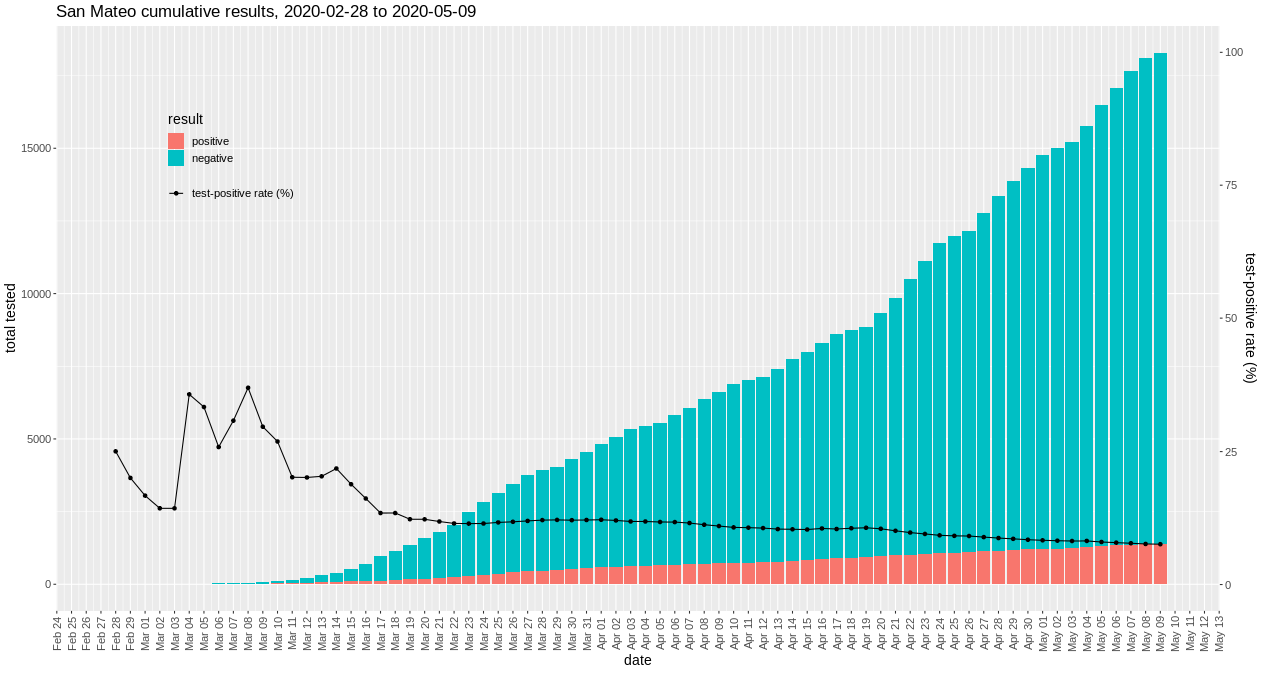 San Mateo cumulative results, 2020-02-28 to 2020-05-09
result
positive
negative
test-positive rate (%)
total tested
15000
10000
5000
0
100
75
50
25
0
test-positive rate (%)
Feb 24
Feb 25
Feb 26
Feb 27
Feb 28
Feb 29
Mar 01
Mar 02
Mar 03
Mar 04
Mar 05
Mar 06
Mar 07
Mar 08
Mar 09
Mar 10
Mar 11
Mar 12
Mar 13
Mar 14
Mar 15
Mar 16
Mar 17
Mar 18
Mar 19
Mar 20
Mar 21
Mar 22
Mar 23
Mar 24
Mar 25
Mar 26
Mar 27
Mar 28
Mar 29
Mar 30
Mar 31
Apr 01
Apr 02
Apr 03
Apr 04
Apr 05
Apr 06
Apr 07
Apr 08
Apr 09
Apr 10
Apr 11
Apr 12
Apr 13
Apr 14
Apr 15
Apr 16
Apr 17
Apr 18
Apr 19
Apr 20
Apr 21
Apr 22
Apr 23
Apr 24
Apr 25
Apr 26
Apr 27
Apr 28
Apr 29
Apr 30
May 01
May 02
May 03
May 04
May 05
May 06
May 07
May 08
May 09
May 10
May 11
May 12
May 13
date